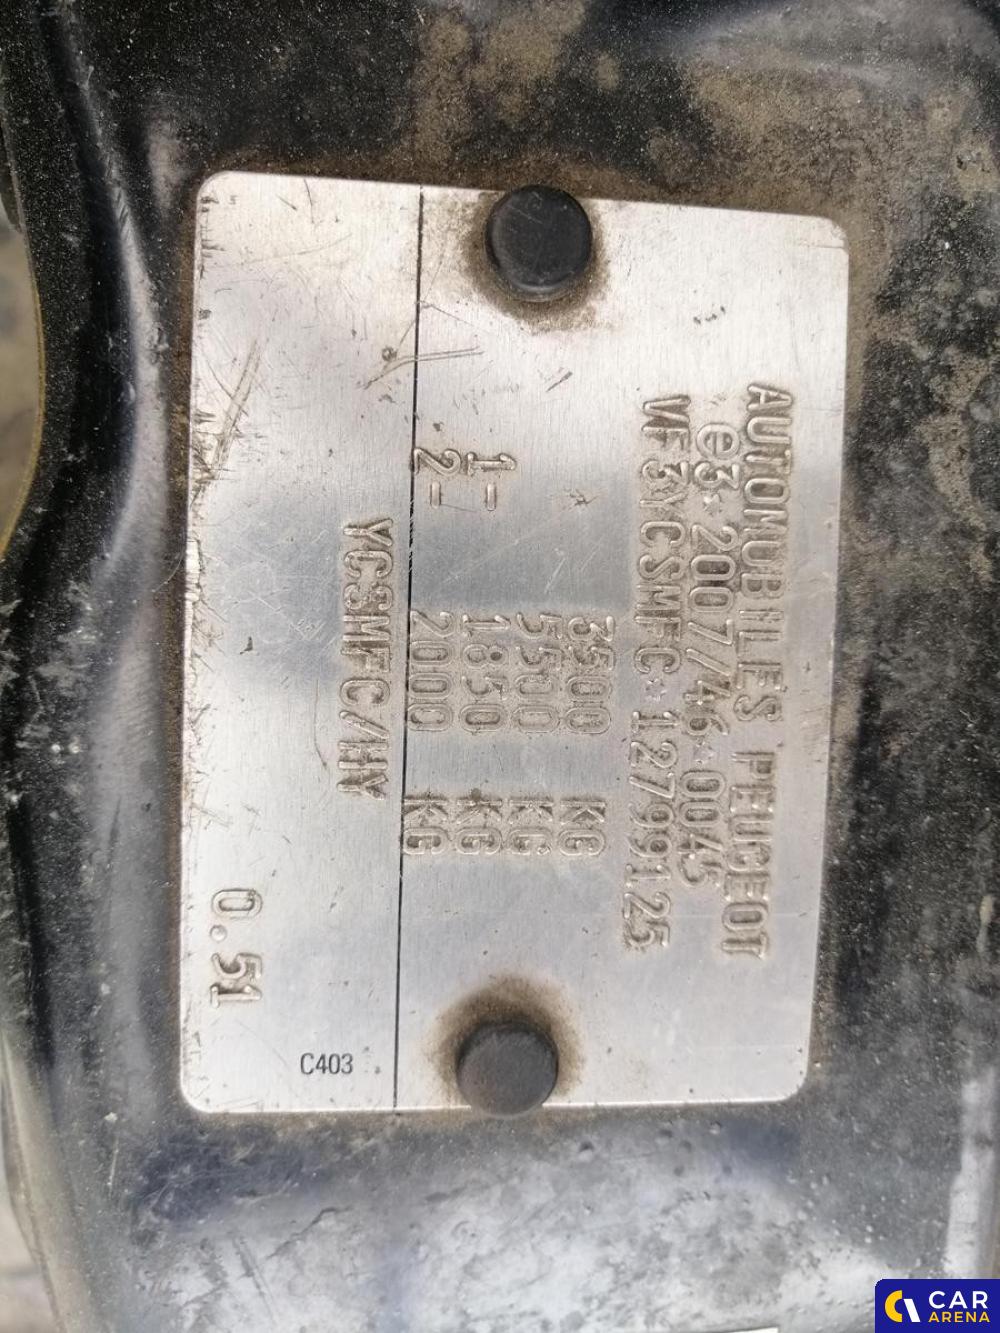 AUTOMOBILES PEUGEOT
e3*2007/46*0045
VF3YCSMFC*12799125
3500 KG
5500 KG
1- 1850 KG
2- 2000 KG
YCSMFC/HY
0.51
C403
CAR
ARENA